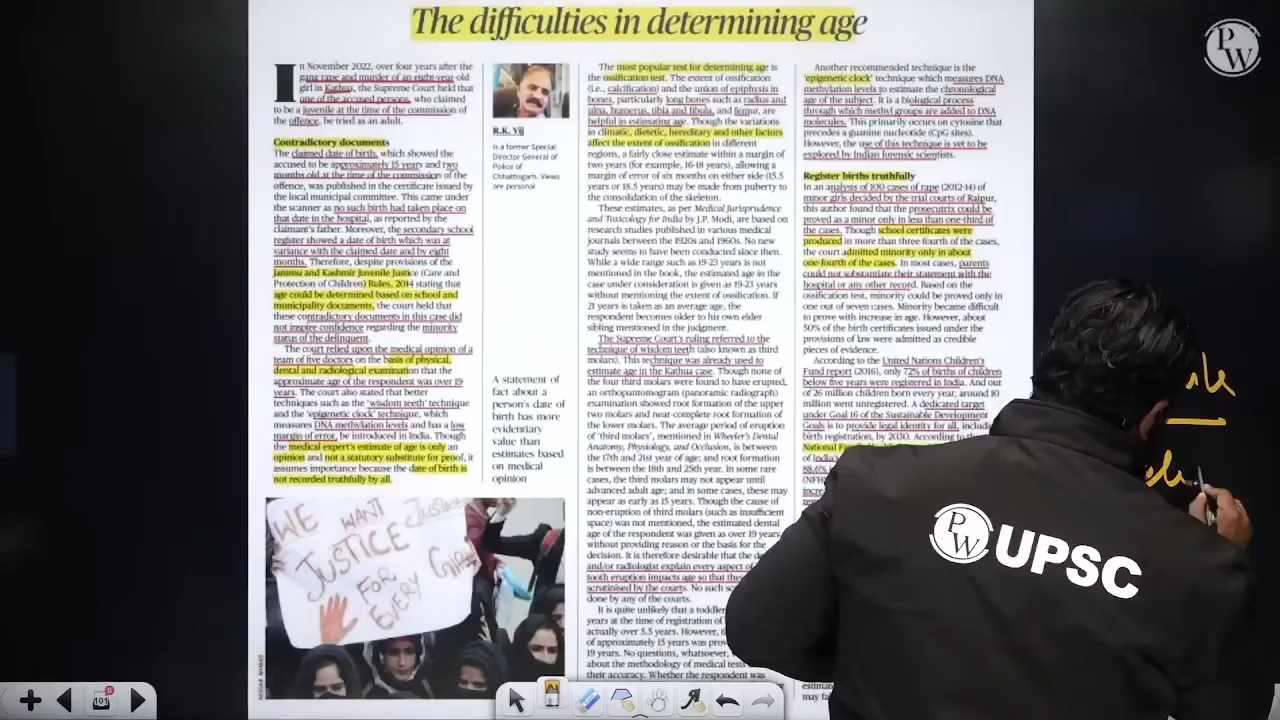 The difficulties in determining age
PW
In November 2022, over four years after the
gang rape and murder of an eight-year-old
girl in Kathua, the Supreme Court held that
one of the accused persons, who claimed
to be a juvenile at the time of the commission of
the offence, be tried as an adult.
Contradictory documents
The claimed date of birth, which showed the
accused to be approximately 15 years and two
months old at the time of the commission of the
offence, was published in the certificate issued by
the local municipal committee. This came under
the scanner as no such birth had taken place on
that date in the hospital, as reported by the
claimant's father. Moreover, the secondary school
register showed a date of birth which was at
variance with the claimed date and by eight
months. Therefore, despite provisions of the
Jammu and Kashmir Juvenile Justice (Care and
Protection of Children) Rules, 2014 stating that
age could be determined based on school and
municipality documents, the court held that
these contradictory documents in this case did
not inspire confidence regarding the minority
status of the delinquent.
The court relied upon the medical opinion of a
team of five doctors on the basis of physical,
dental and radiological examination that the
approximate age of the respondent was over 19
years. The court also stated that better
techniques such as the 'wisdom teeth' technique
and the 'epigenetic clock' technique, which
measures DNA methylation levels and has a low
margin of error, be introduced in India. Though
the medical expert's estimate of age is only an
opinion and not a statutory substitute for proof, it
assumes importance because the date of birth is
not recorded truthfully by all.
WE WANT Justice
JUSTICE
FOR
EVERY
R.K. Vij
is a former Special
Director General of
Police of
Chhattisgarh. Views
are personal
A statement of
fact about a
person's date of
birth has more
evidentiary
value than
estimates based
on medical
opinion
The most popular test for determining age is
the ossification test. The extent of ossification
(i.e., calcification) and the union of epiphysis in
bones, particularly long bones such as radius and
ulna, humerus, tibia and fibula, and femur, are
helpful in estimating age. Though the variations
in climatic, dietetic, hereditary and other factors
affect the extent of ossification in different
regions, a fairly close estimate within a margin of
two years (for example, 16-18 years), allowing a
margin of error of six months on either side (15.5
years or 18.5 years) may be made from puberty to
the consolidation of the skeleton.
These estimates, as per Medical Jurisprudence
and Toxicology for India by J.P. Modi, are based on
research studies published in various medical
journals between the 1920s and 1960s. No new
study seems to have been conducted since then.
While a wide range such as 19-23 years is not
mentioned in the book, the estimated age in the
case under consideration is given as 19-23 years
without mentioning the extent of ossification. If
21 years is taken as an average age, the
respondent becomes older to his own elder
sibling mentioned in the judgment.
The Supreme Court's ruling referred to the
technique of wisdom teeth (also known as third
molars). This technique was already used to
estimate age in the Kathua case. Though none of
the four third molars were found to have erupted,
an orthopantomogram (panoramic radiograph)
examination showed root formation of the upper
two molars and near-complete root formation of
the lower molars. The average period of eruption
of 'third molars', mentioned in Wheeler's Dental
Anatomy, Physiology, and Occlusion, is between
the 17th and 21st year of age; and root formation
is between the 18th and 25th year. In some rare
cases, the third molars may not appear until
advanced adult age; and in some cases, these may
appear as early as 15 years. Though the cause of
non-eruption of third molars (such as insufficient
space) was not mentioned, the estimated dental
age of the respondent was given as over 19 years
without providing reason or the basis for the
decision. It is therefore desirable that the
and/or radiologist explain every aspect of
tooth eruption impacts age so that
scrutinised by the courts. No such
done by any of the courts.
It is quite unlikely that a toddler
years at the time of registration of
actually over 5.5 years. However,
of approximately 15 years was
19 years. No questions, whatsoever,
about the methodology of medical tests
their accuracy. Whether the respondent was
Another recommended technique is the
'epigenetic clock' technique which measures DNA
methylation levels to estimate the chronological
age of the subject. It is a biological process
through which methyl groups are added to DNA
molecules. This primarily occurs on cytosine that
precedes a guanine nucleotide (CpG sites).
However, the use of this technique is yet to be
explored by Indian forensic scientists.
Register births truthfully
In an analysis of 100 cases of rape (2012-14) of
minor girls decided by the trial courts of Raipur,
this author found that the prosecutrix could be
proved as a minor only in less than one-third of
the cases. Though school certificates were
produced in more than three-fourth of the cases,
the court admitted minority only in about
one-fourth of the cases. In most cases, parents
could not substantiate their statement with the
hospital or any other record. Based on the
ossification test, minority could be proved only in
one out of seven cases. Minority became difficult
to prove with increase in age. However, about
50% of the birth certificates issued under the
provisions of law were admitted as credible
pieces of evidence.
According to the United Nations Children's
Fund report (2016), only 72% of births of children
below five years were registered in India. And out
of 26 million children born every year, around 10
million went unregistered. A dedicated target
under Goal 16 of the Sustainable Development
Goals is to provide legal identity for all,
birth registration, by 2030. According to
National
of India's
88.6%
(NFH
estimate
may
PW UPSC
101